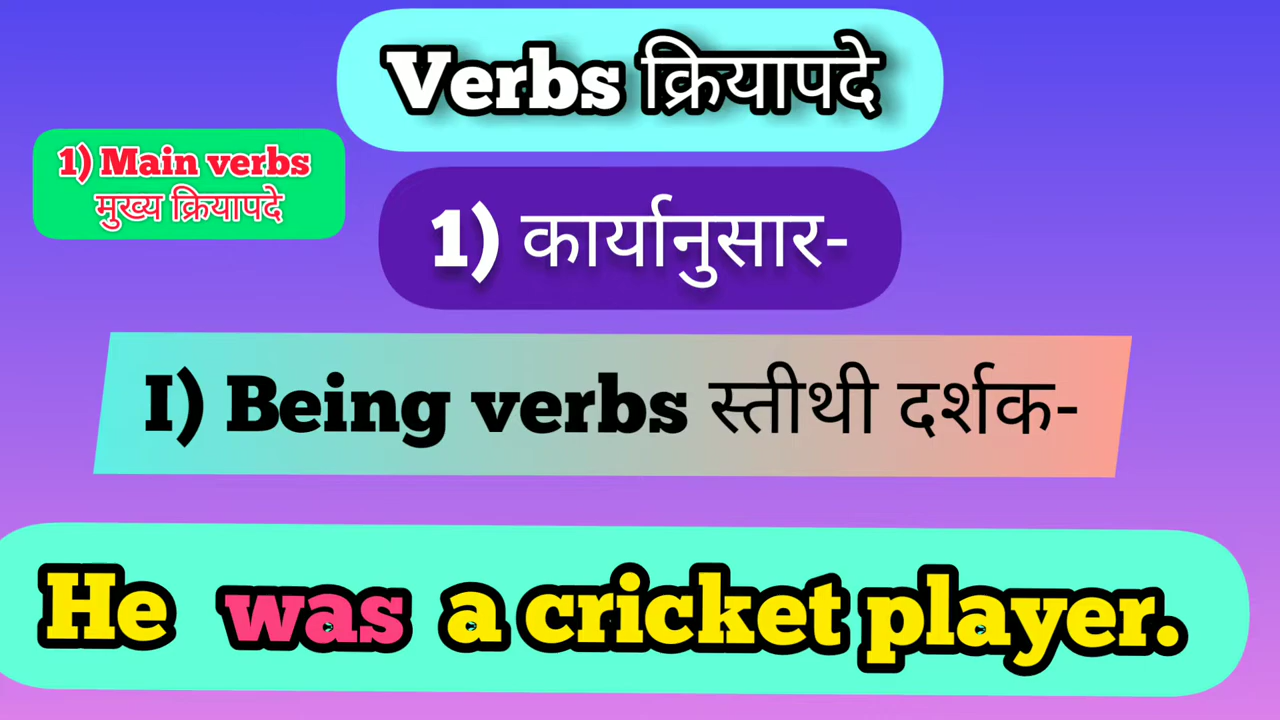 Verbs क्रियापदे
1) Main verbs
मुख्य क्रियापदे
1) कार्यानुसार-
I) Being verbs स्तीथी दर्शक-
He was a cricket player.